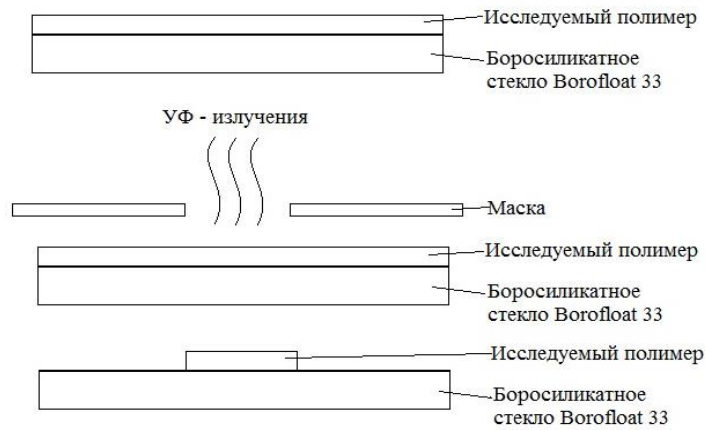 Исследуемый полимер
Боросиликатное
стекло Borofloat 33
УФ - излучения
Маска
Исследуемый полимер
Боросиликатное
стекло Borofloat 33
Исследуемый полимер
Боросиликатное
стекло Borofloat 33